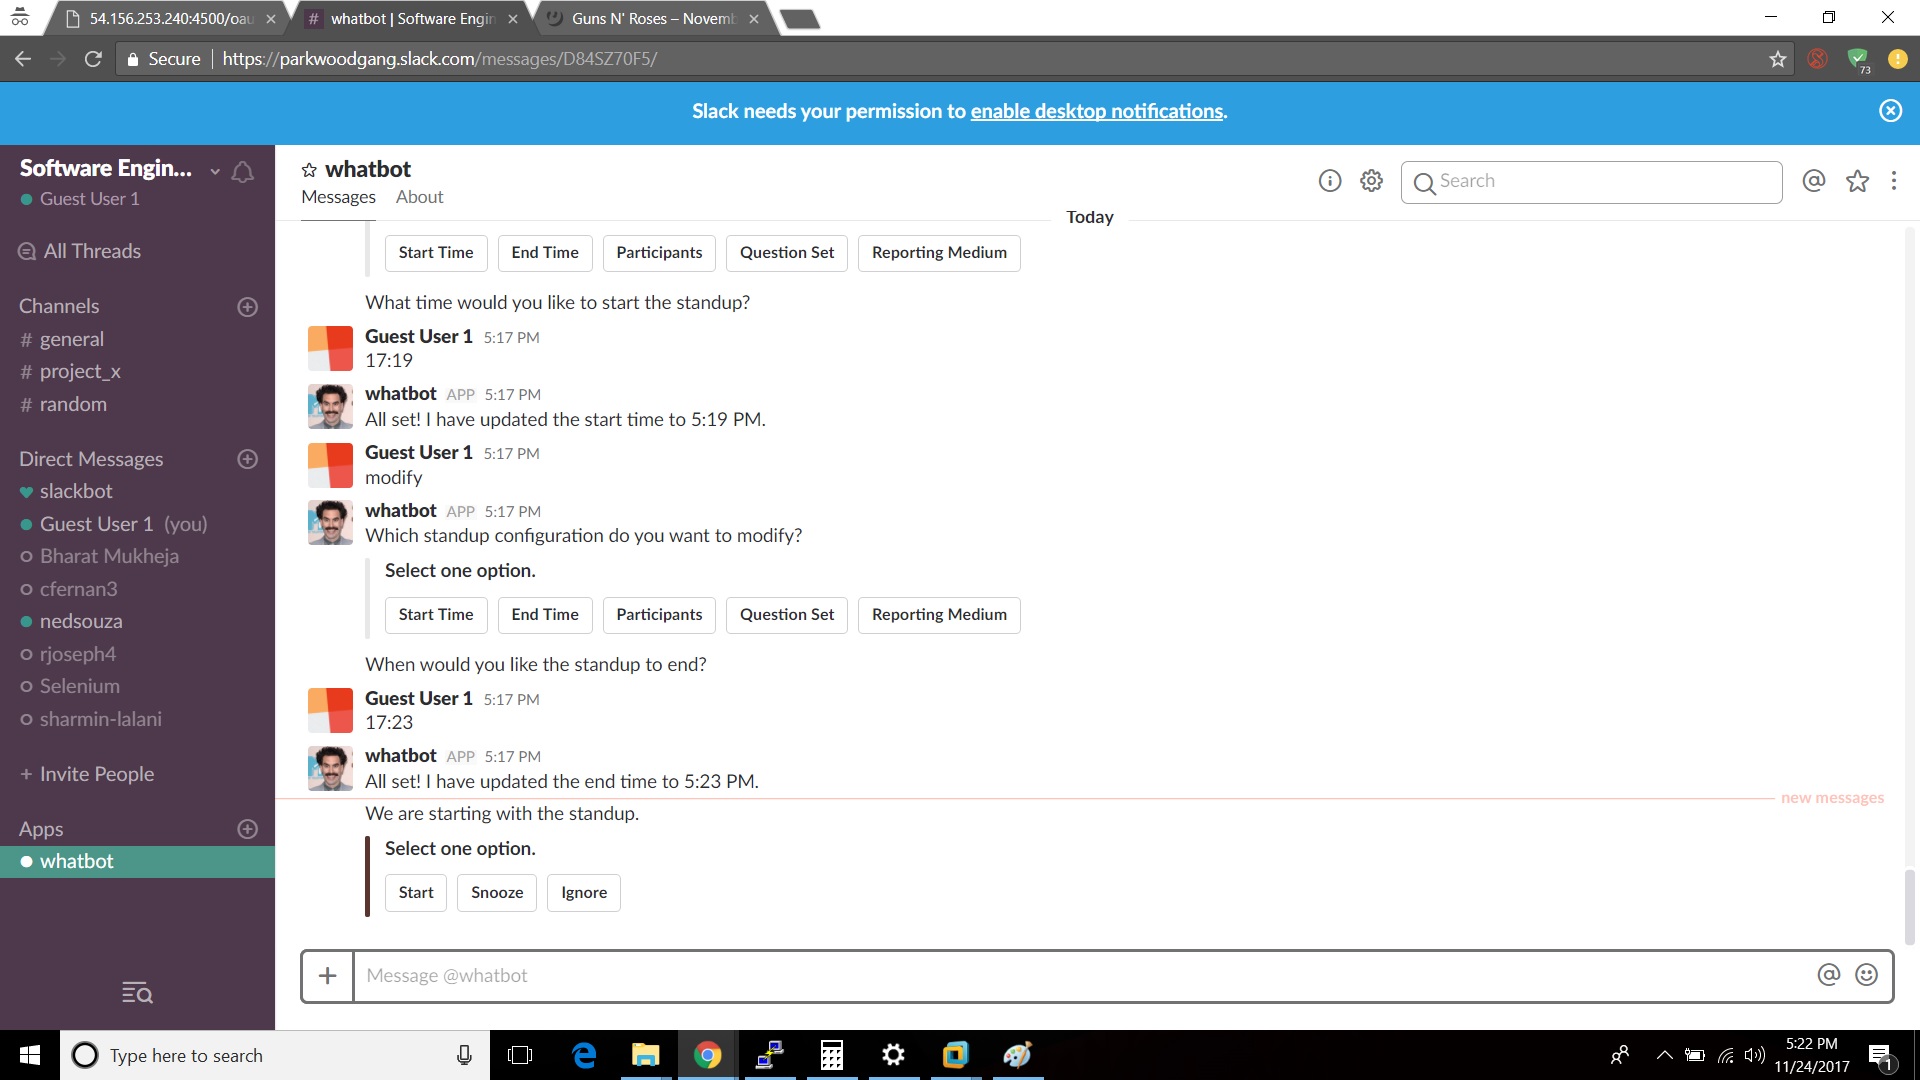 54.156.253.240:4500/oau
whatbot | Software Engin
Guns N' Roses – Novemb
Secure
https://parkwoodgang.slack.com/messages/D84SZ70F5/
73
Slack needs your permission to enable desktop notifications.
Software Engin...
Guest User 1
All Threads
Channels
# general
# project_x
# random
Direct Messages
slackbot
Guest User 1 (you)
Bharat Mukheja
cfernan3
nedsouza
rjoseph4
Selenium
sharmin-lalani
+ Invite People
Apps
whatbot
whatbot
Messages About
Search
Today
Start Time End Time Participants Question Set Reporting Medium
What time would you like to start the standup?
Guest User 1 5:17 PM
17:19
whatbot APP 5:17 PM
All set! I have updated the start time to 5:19 PM.
Guest User 1 5:17 PM
modify
whatbot APP 5:17 PM
Which standup configuration do you want to modify?
Select one option.
Start Time End Time Participants Question Set Reporting Medium
When would you like the standup to end?
Guest User 1 5:17 PM
17:23
whatbot APP 5:17 PM
All set! I have updated the end time to 5:23 PM.
new messages
We are starting with the standup.
Select one option.
Start Snooze Ignore
Message @whatbot
Type here to search
5:22 PM
11/24/2017
1